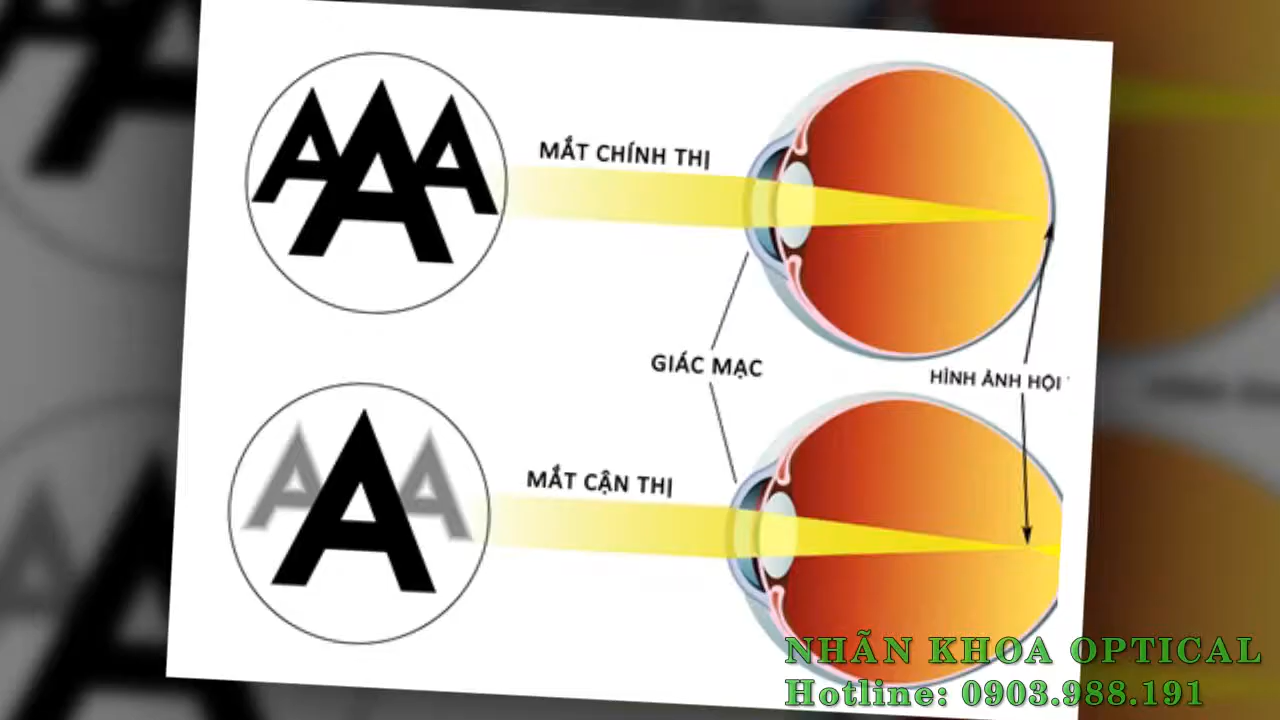 AAA
MẮT CHÍNH THỊ
GIÁC MẠC
HÌNH ẢNH HỘI
A A A
MẮT CẬN THỊ
NHÃN KHOA OPTICAL
Hotline: 0903.988.191